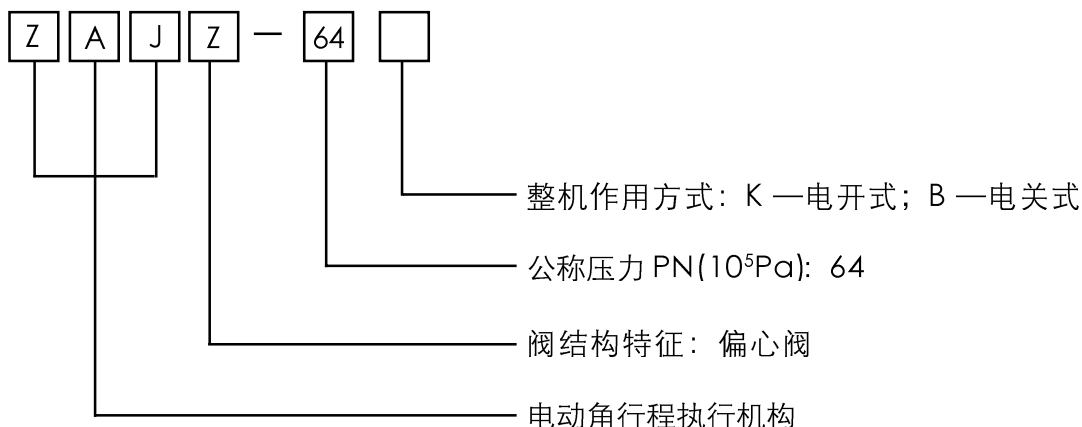 Z A J Z — 64
整机作用方式：K —电开式；B —电关式
公称压力 PN(10⁵Pa): 64
阀结构特征：偏心阀
电动角行程执行机构